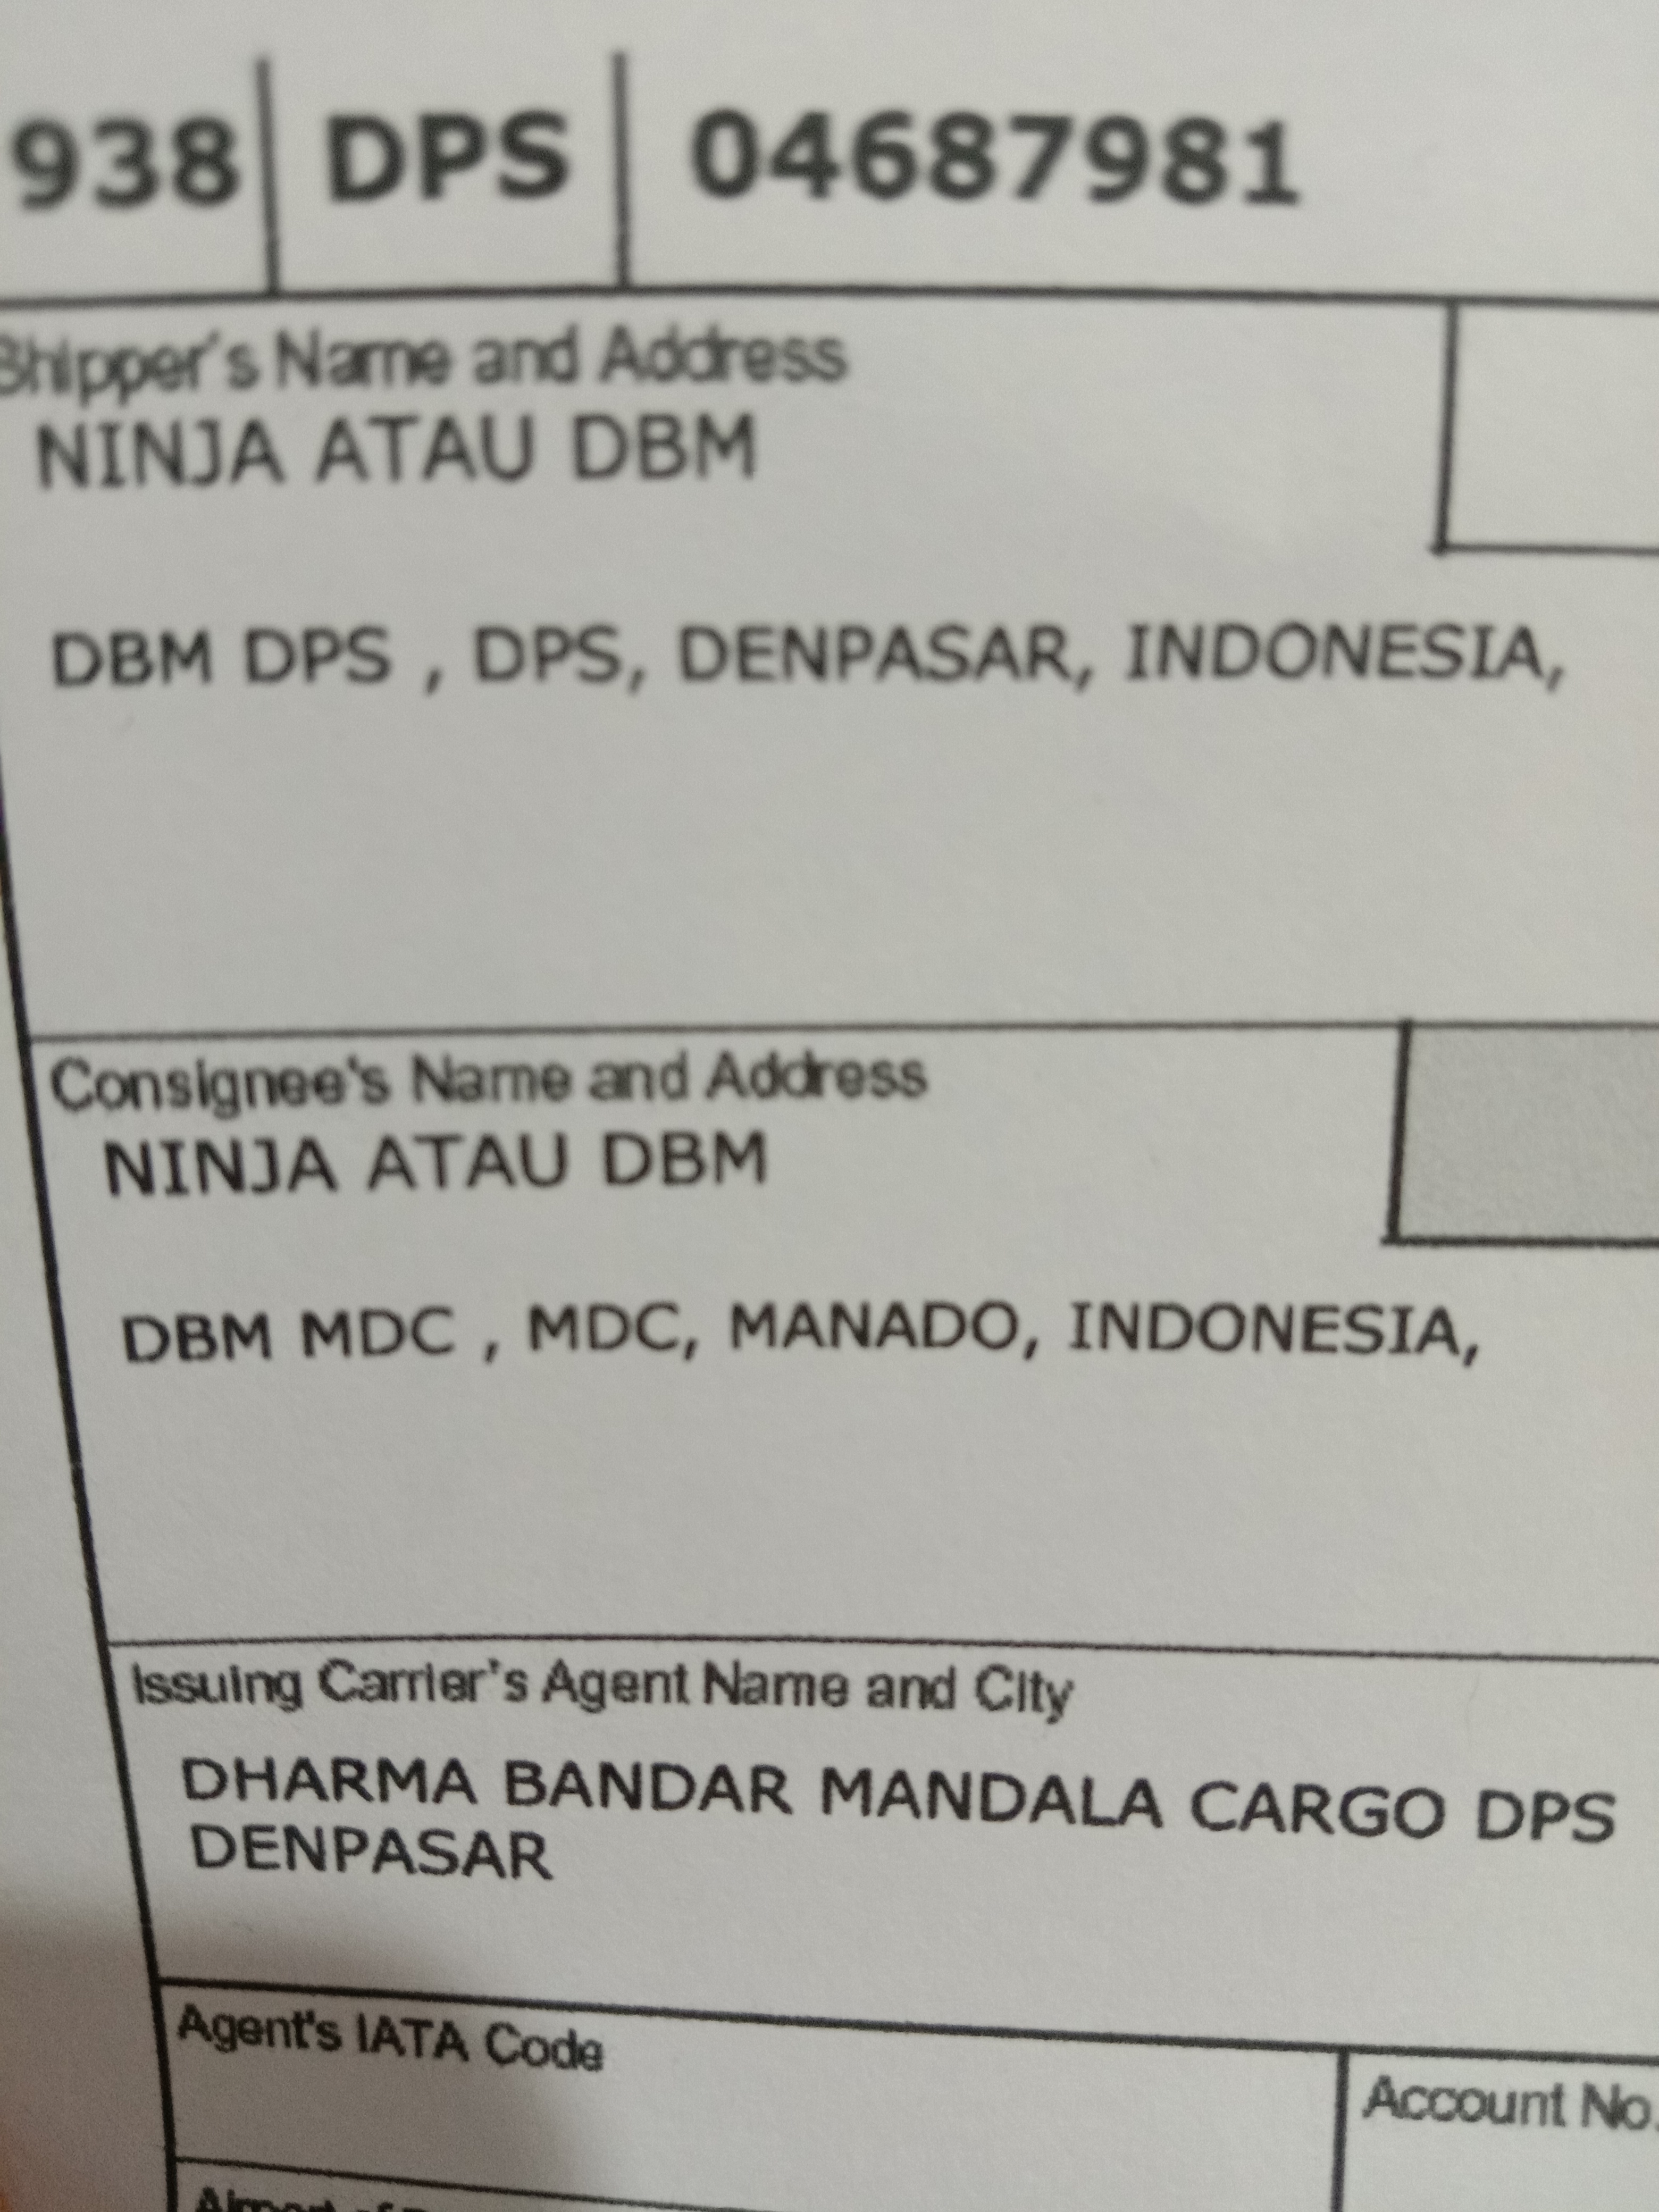 938 DPS 04687981
Shipper's Name and Address
NINJA ATAU DBM
DBM DPS , DPS, DENPASAR, INDONESIA,
Consignee's Name and Address
NINJA ATAU DBM
DBM MDC , MDC, MANADO, INDONESIA,
Issuing Carrier's Agent Name and City
DHARMA BANDAR MANDALA CARGO DPS
DENPASAR
Agent's IATA Code
Account No.